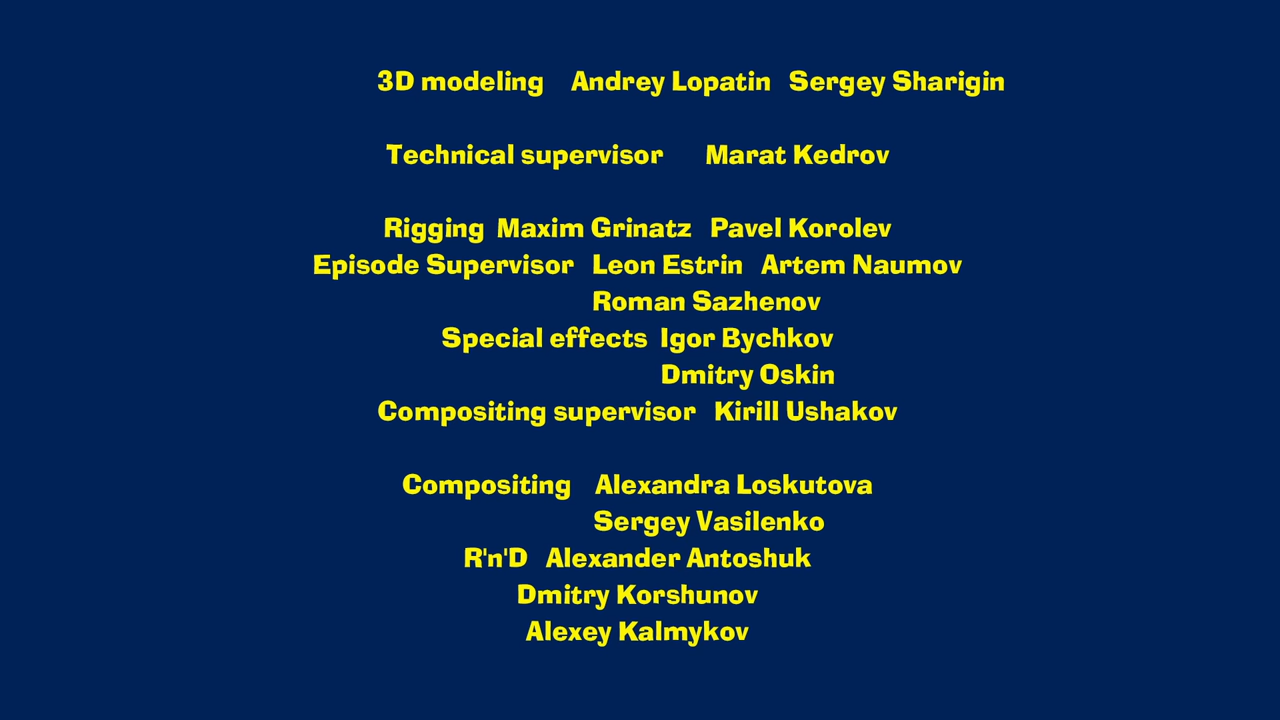 3D modeling Andrey Lopatin Sergey Sharigin
Technical supervisor Marat Kedrov
Rigging Maxim Grinatz Pavel Korolev
Episode Supervisor Leon Estrin Artem Naumov
Roman Sazhenov
Special effects Igor Bychkov
Dmitry Oskin
Compositing supervisor Kirill Ushakov
Compositing Alexandra Loskutova
Sergey Vasilenko
R'n'D Alexander Antoshuk
Dmitry Korshunov
Alexey Kalmykov